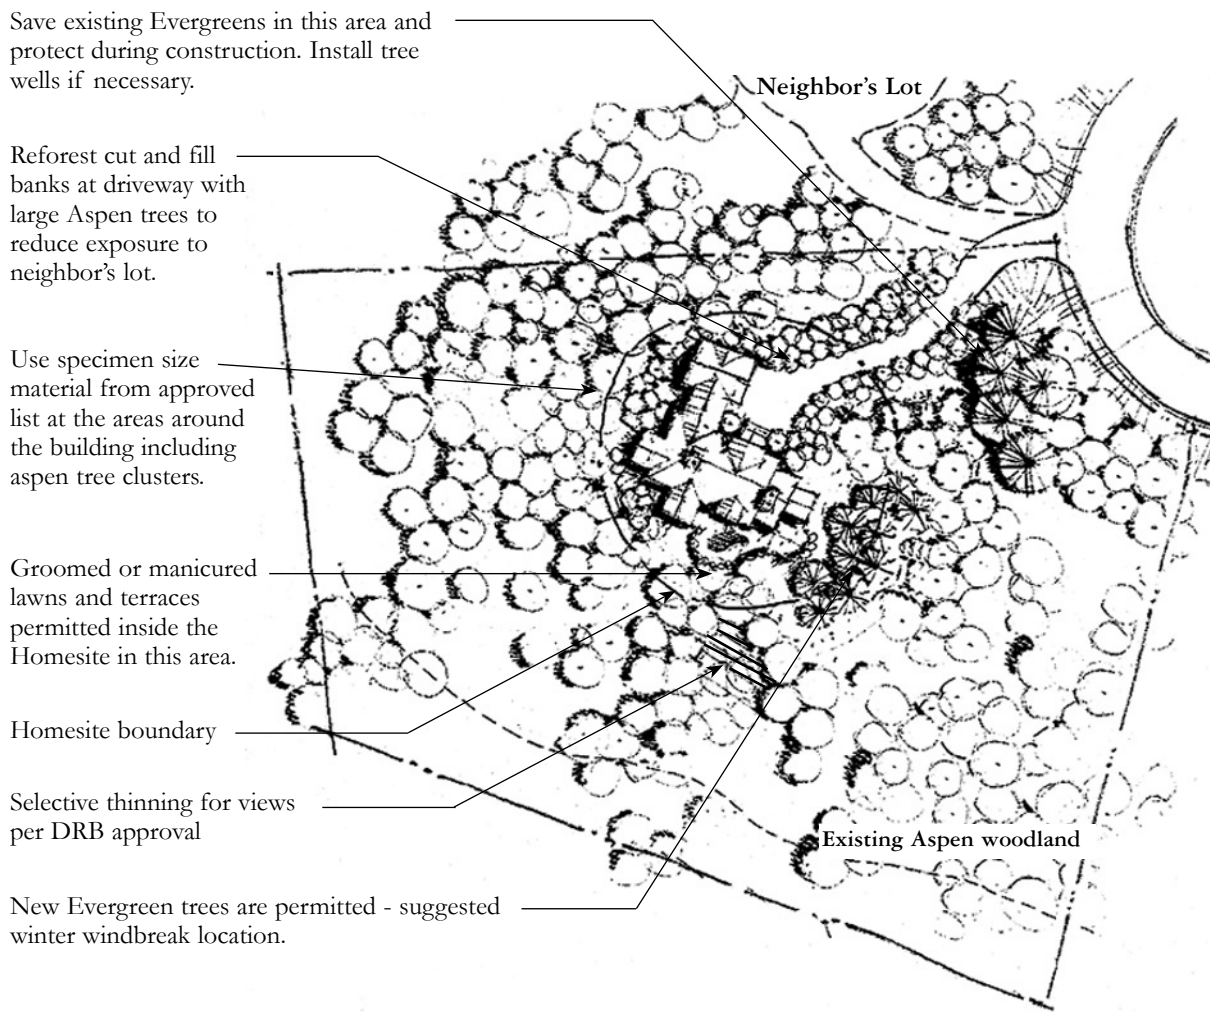 Save existing Evergreens in this area and
protect during construction. Install tree
wells if necessary.
Neighbor's Lot
Reforest cut and fill
banks at driveway with
large Aspen trees to
reduce exposure to
neighbor's lot.
Use specimen size
material from approved
list at the areas around
the building including
aspen tree clusters.
Groomed or manicured
lawns and terraces
permitted inside the
Homesite in this area.
Homesite boundary
Selective thinning for views
per DRB approval
Existing Aspen woodland
New Evergreen trees are permitted - suggested
winter windbreak location.